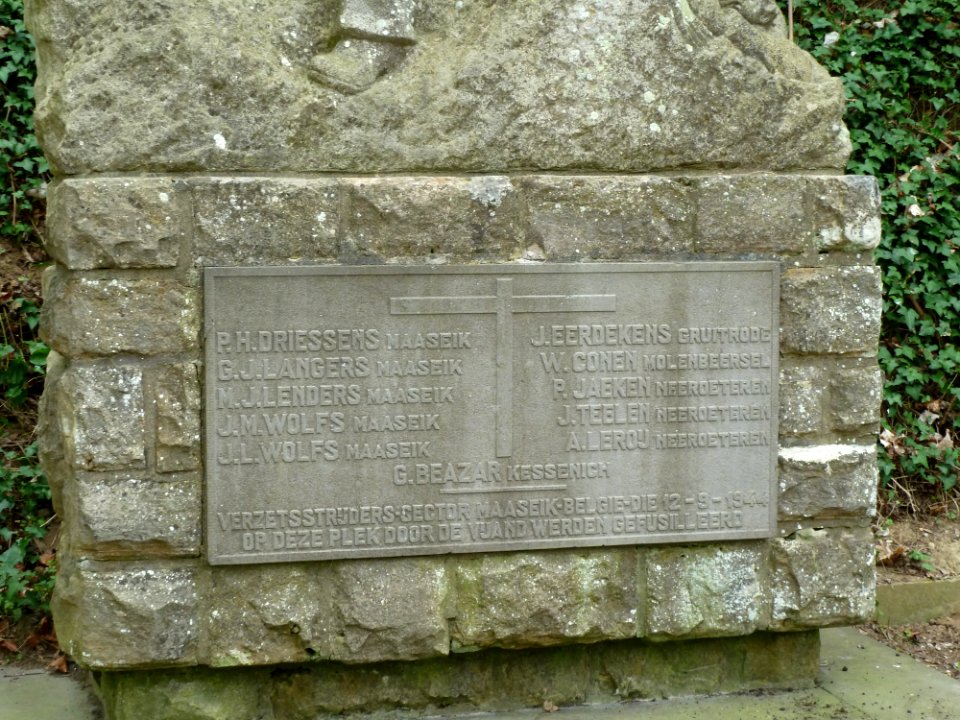 P.H.DRIESSENS MAASEIK
G.J.LANGERS MAASEIK
M.J.LENDERS MAASEIK
J.M.WOLFS MAASEIK
J.L.WOLFS MAASEIK
J.EERDEKENS GRUITRODE
W.CONEN MOLENBEERSEL
P.JAEKEN NEEROETEREN
J.TEELEN NEEROETEREN
A.LEROIJ NEEROETEREN
G.BEAZAR KESSENICH
VERZETSSTRIJDERS-SECTOR MAASEIK-BELGIE-DIE 12-9-1944
OP DEZE PLEK DOOR DE VIJAND WERDEN GEFUSILLEERD